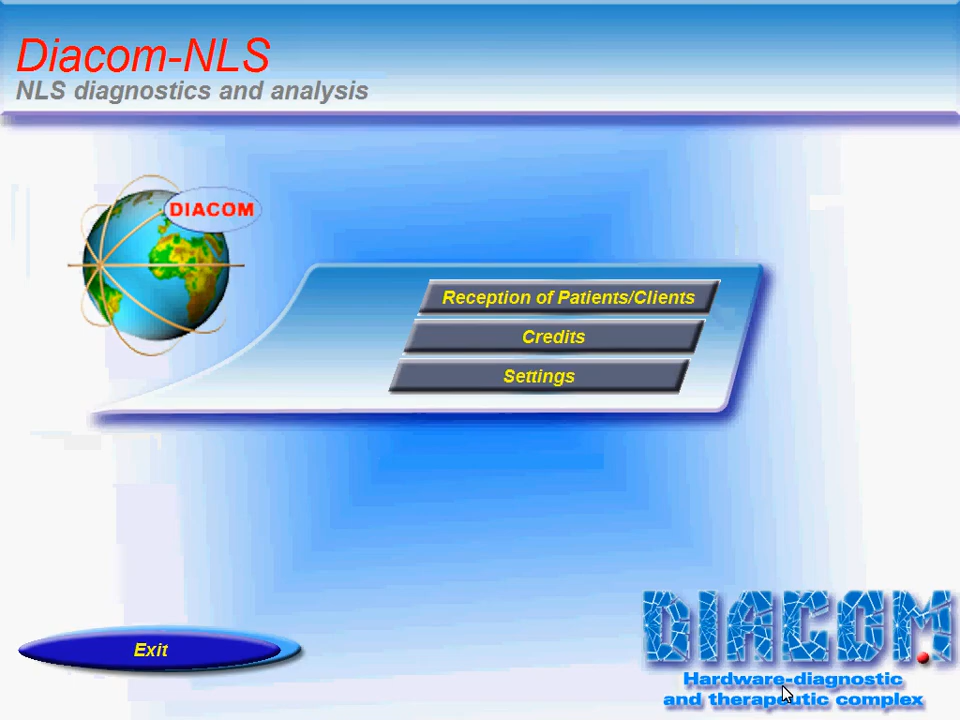 Diacom-NLS
NLS diagnostics and analysis
DIACOM
Reception of Patients/Clients
Credits
Settings
Exit
DIACOM
Hardware-diagnostic
and therapeutic complex